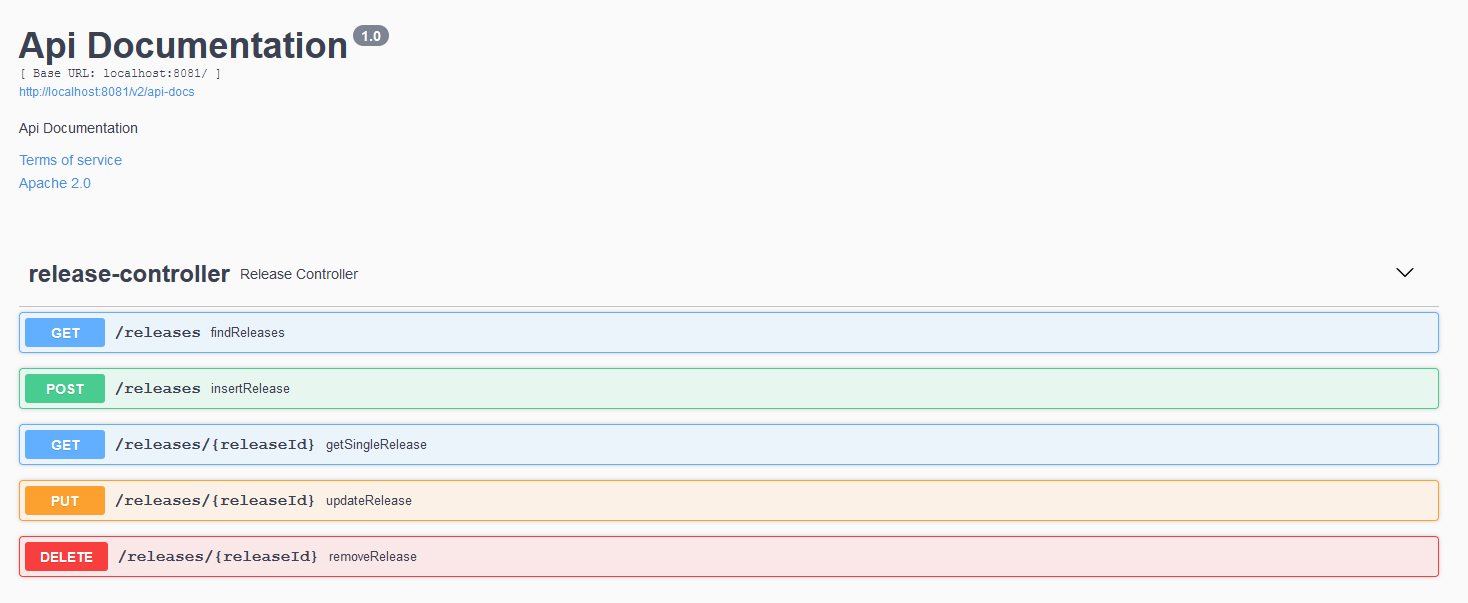 Api Documentation 1.0
[ Base URL: localhost:8081/ ]
http://localhost:8081/v2/api-docs
Api Documentation
Terms of service
Apache 2.0
release-controller Release Controller
GET /releases findReleases
POST /releases insertRelease
GET /releases/{releaseId} getSingleRelease
PUT /releases/{releaseId} updateRelease
DELETE /releases/{releaseId} removeRelease